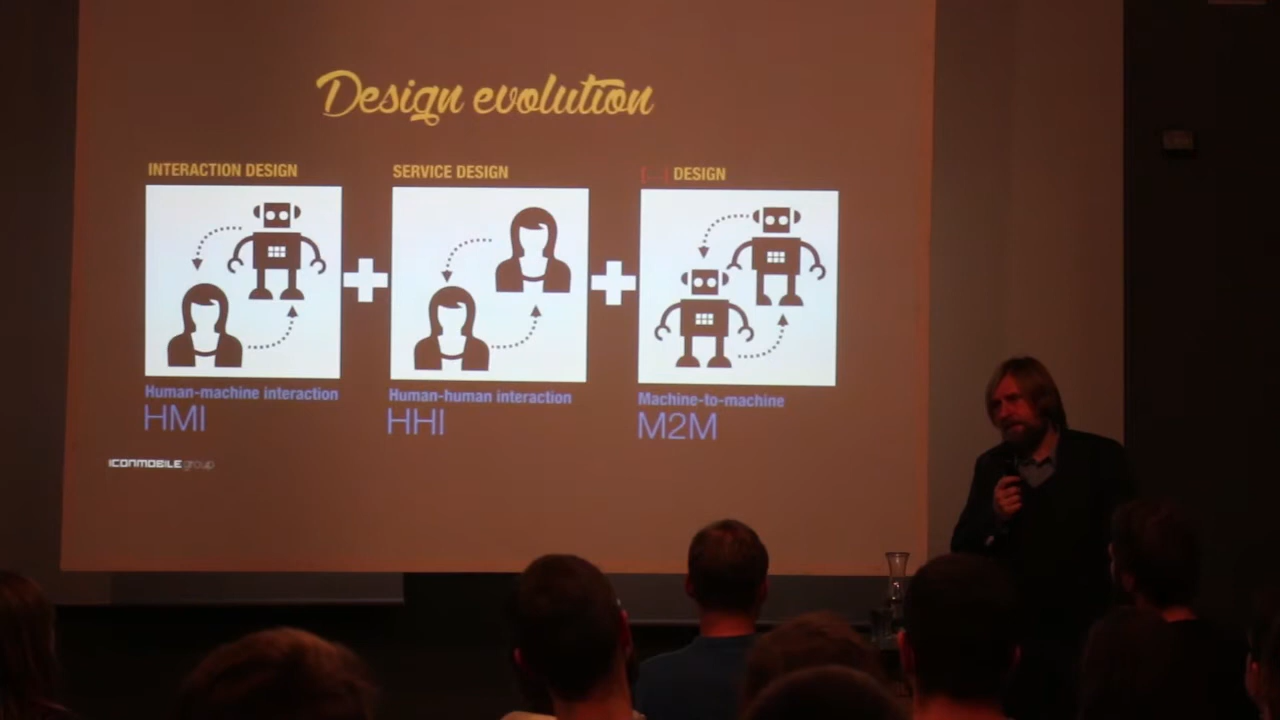 Design evolution
INTERACTION DESIGN
SERVICE DESIGN
[...] DESIGN
Human-machine interaction
HMI
Human-human interaction
HHI
Machine-to-machine
M2M
ICONMOBILE group